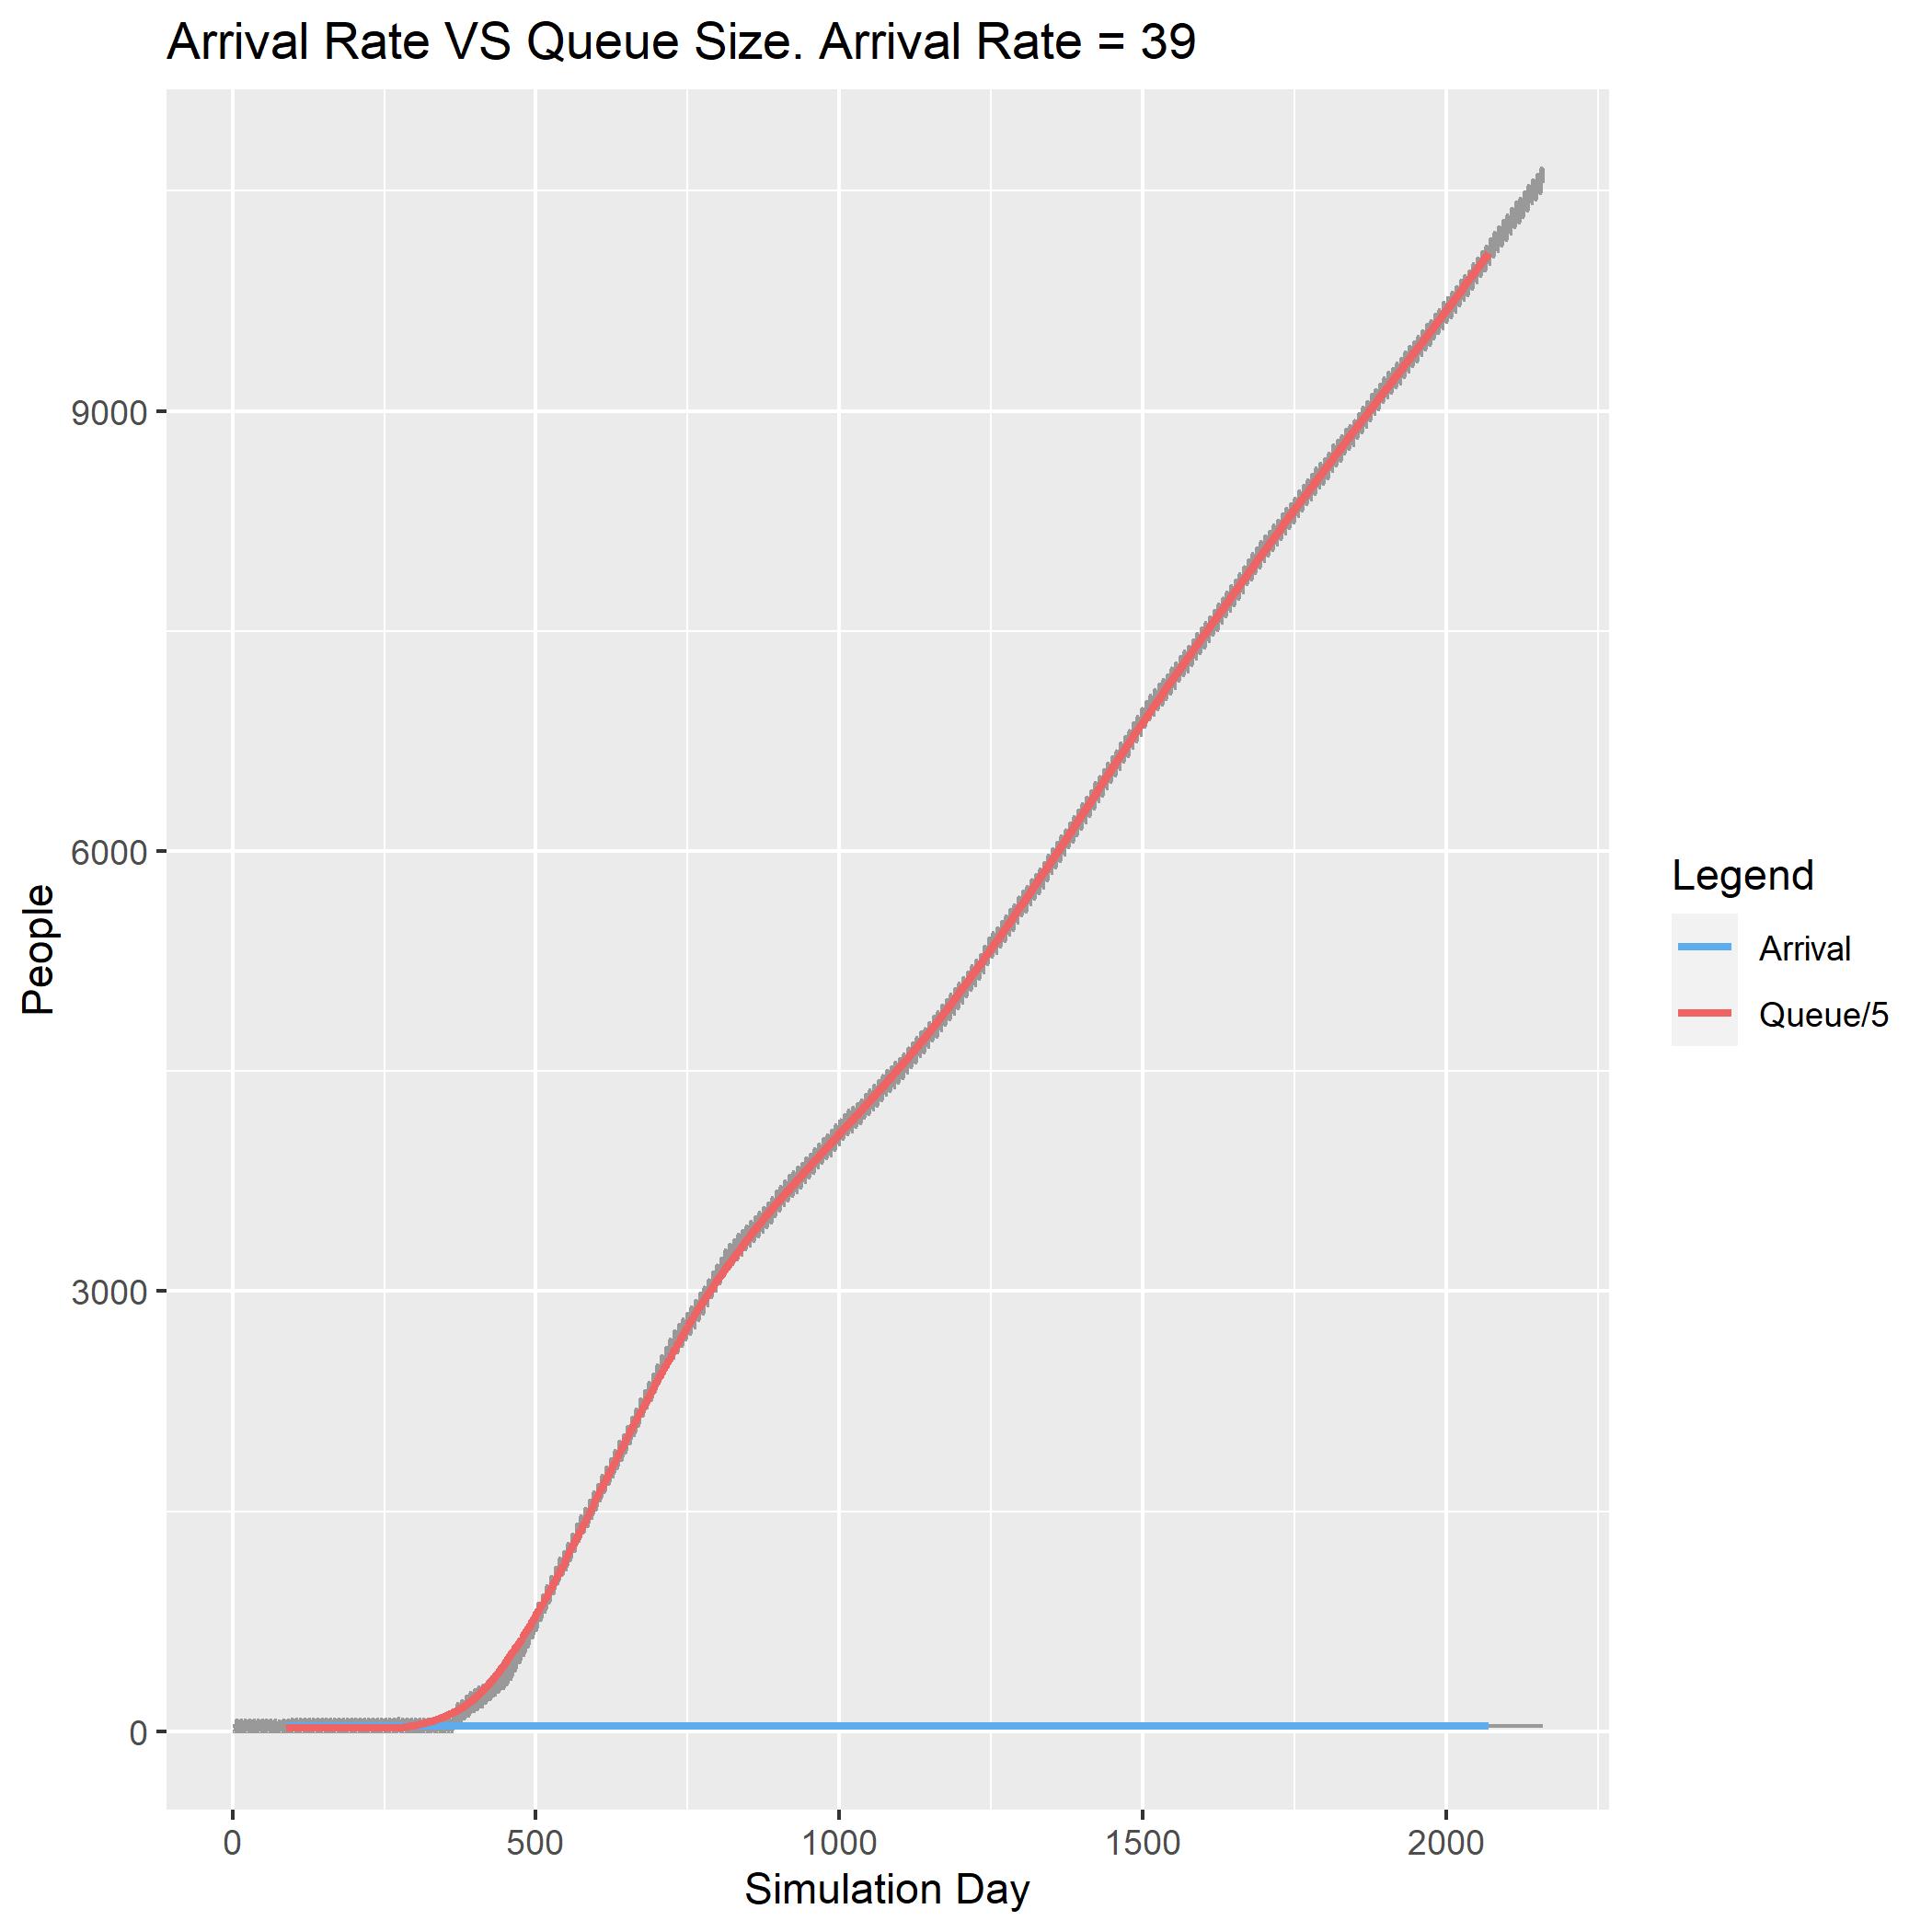 Arrival Rate VS Queue Size. Arrival Rate = 39
People
9000
6000
3000
0
0 500 1000 1500 2000
Simulation Day
Legend
Arrival
Queue/5